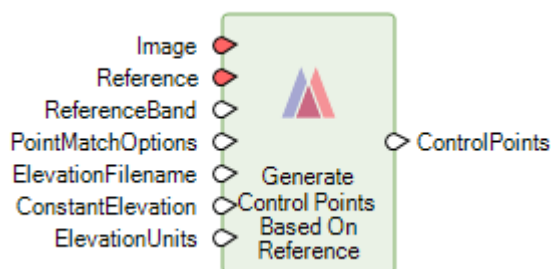 Image
Reference
ReferenceBand
PointMatchOptions
ElevationFilename
ConstantElevation
ElevationUnits
Generate
Control Points
Based On
Reference
ControlPoints